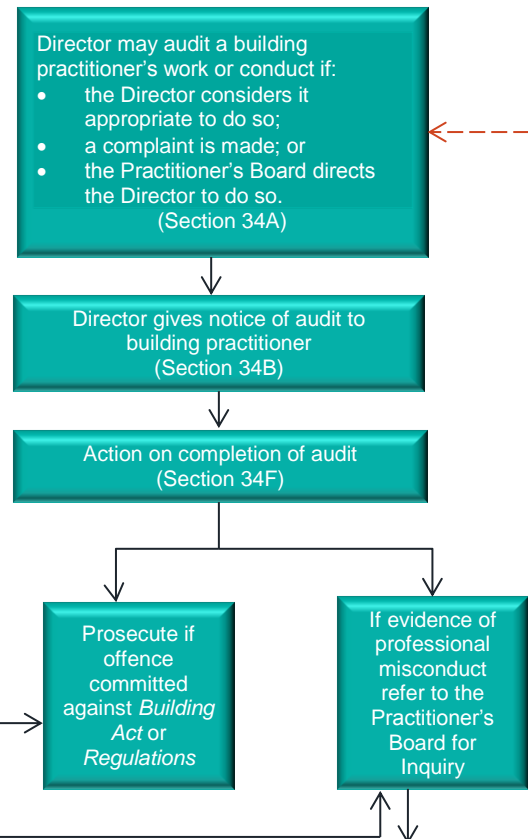 Director may audit a building
practitioner's work or conduct if:
• the Director considers it
appropriate to do so;
• a complaint is made; or
• the Practitioner's Board directs
the Director to do so.
(Section 34A)
Director gives notice of audit to
building practitioner
(Section 34B)
Action on completion of audit
(Section 34F)
Prosecute if
offence
committed
against Building
Act or
Regulations
If evidence of
professional
misconduct
refer to the
Practitioner's
Board for
Inquiry